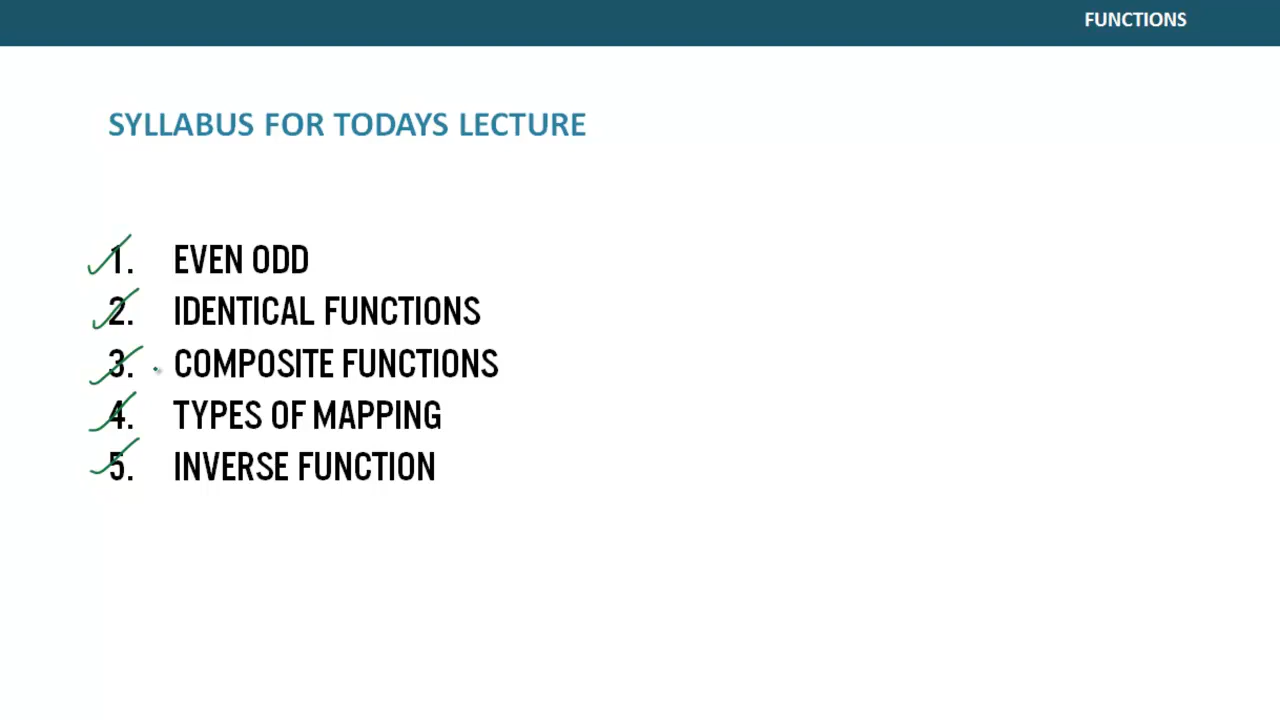 FUNCTIONS
SYLLABUS FOR TODAYS LECTURE
1. EVEN ODD
2. IDENTICAL FUNCTIONS
3. COMPOSITE FUNCTIONS
4. TYPES OF MAPPING
5. INVERSE FUNCTION